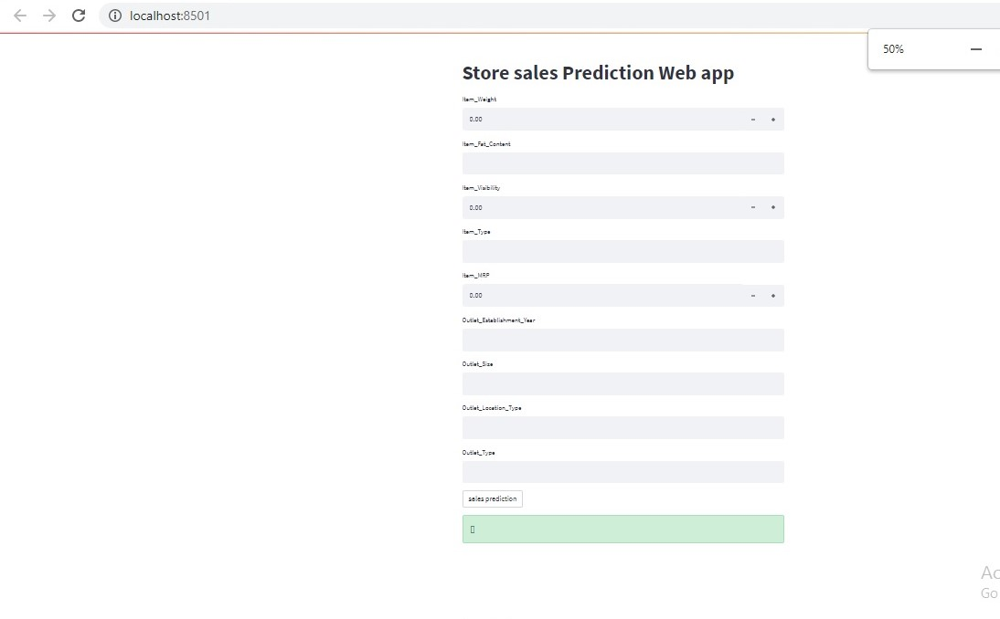 localhost:8501
50%
Store sales Prediction Web app
Item_Weight
0.00
Item_Fat_Content
Item_Visibility
0.00
Item_Type
Item_MRP
0.00
Outlet_Establishment_Year
Outlet_Size
Outlet_Location_Type
Outlet_Type
sales prediction
Ac
Go